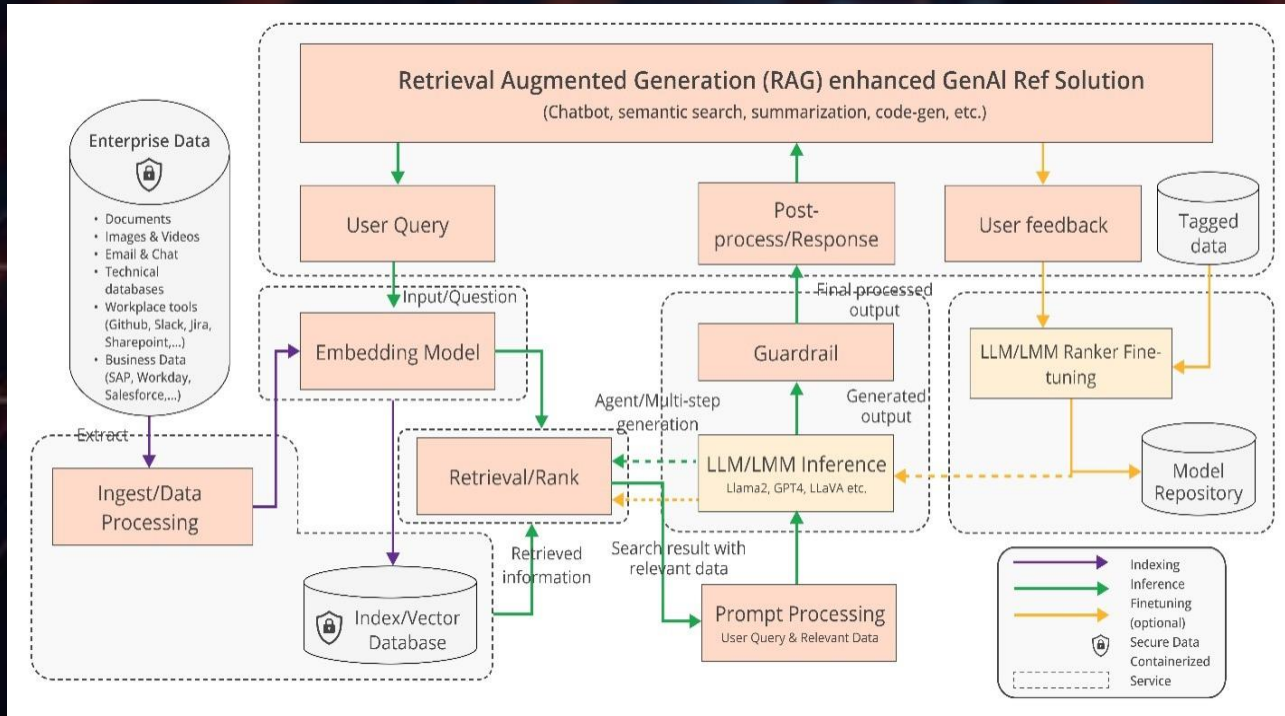 Retrieval Augmented Generation (RAG) enhanced GenAI Ref Solution
(Chatbot, semantic search, summarization, code-gen, etc.)
Enterprise Data
• Documents
• Images & Videos
• Email & Chat
• Technical
databases
• Workplace tools
(Github, Slack, Jira,
Sharepoint,...)
• Business Data
(SAP, Workday,
Salesforce,...)
User Query
Post-
process/Response
User feedback
Tagged
data
Input/Question
Final processed
output
Embedding Model
Guardrail
LLM/LMM Ranker Fine-
tuning
Extract
Agent/Multi-step
generation
Generated
output
Ingest/Data
Processing
Retrieval/Rank
LLM/LMM Inference
Llama2, GPT4, LLaVA etc.
Model
Repository
Retrieved
information
Search result with
relevant data
Index/Vector
Database
Prompt Processing
User Query & Relevant Data
Indexing
Inference
Finetuning
(optional)
Secure Data
Containerized
Service